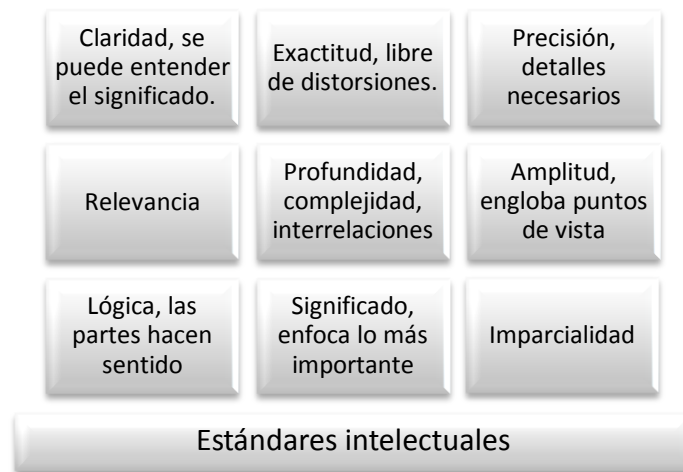 Claridad, se
puede entender
el significado.
Exactitud, libre
de distorsiones.
Precisión,
detalles
necesarios
Relevancia
Profundidad,
complejidad,
interrelaciones
Amplitud,
engloba puntos
de vista
Lógica, las
partes hacen
sentido
Significado,
enfoca lo más
importante
Imparcialidad
Estándares intelectuales